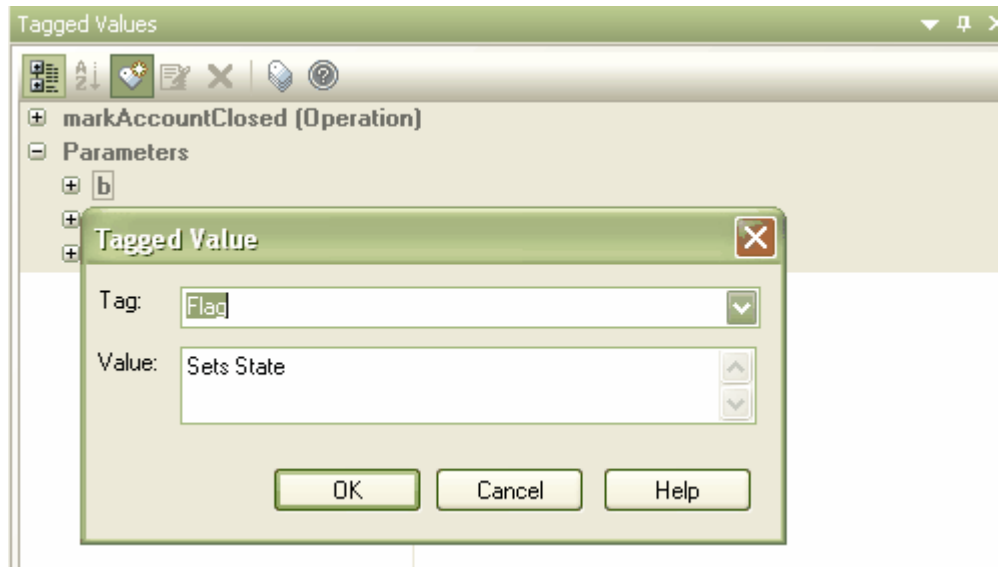 Tagged Values
markAccountClosed (Operation)
Parameters
b
Tagged Value
Tag:
Flag
Value:
Sets State
OK Cancel Help